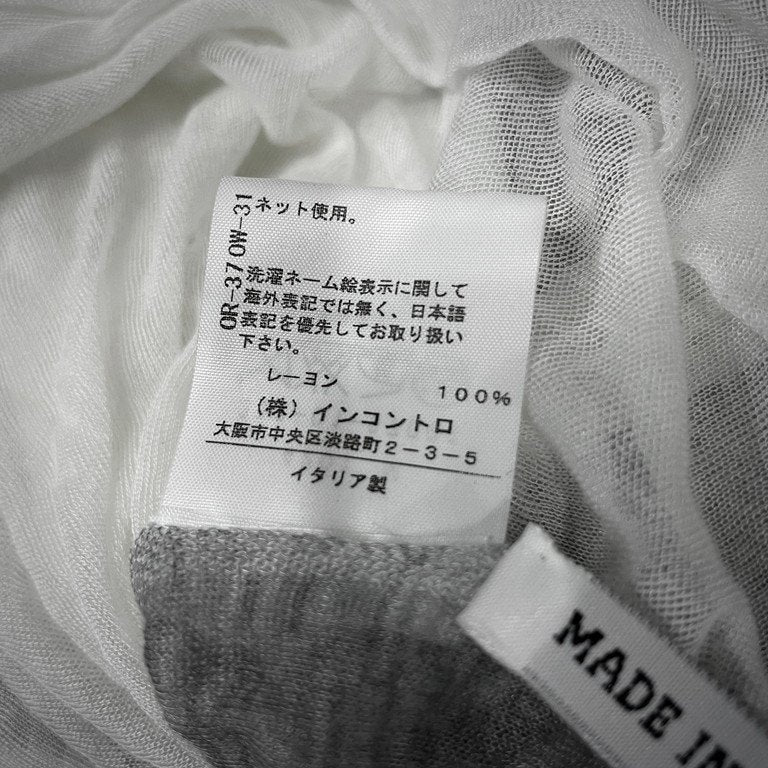 ネット使用。
OR-370W-31
洗濯ネーム絵表示に関して
海外表記では無く、日本語
表記を優先してお取り扱い
下さい。
レーヨン 100%
（株）インコントロ
大阪市中央区淡路町2-3-5
イタリア製
MADE IN